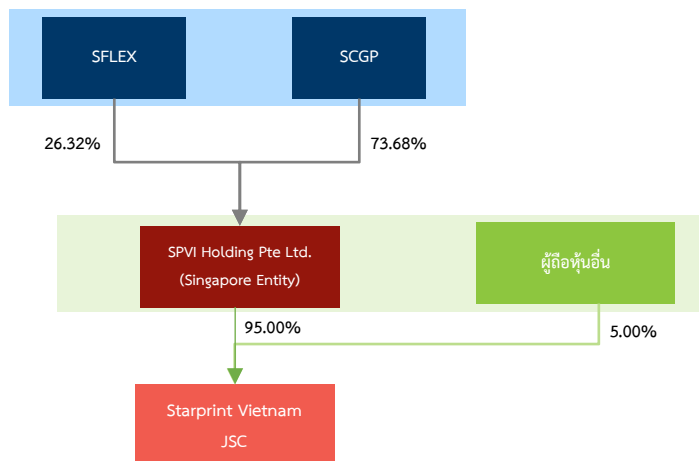 SFLEX
SCGP
26.32%
73.68%
SPVI Holding Pte Ltd.
(Singapore Entity)
ผู้ถือหุ้นอื่น
95.00%
5.00%
Starprint Vietnam
JSC